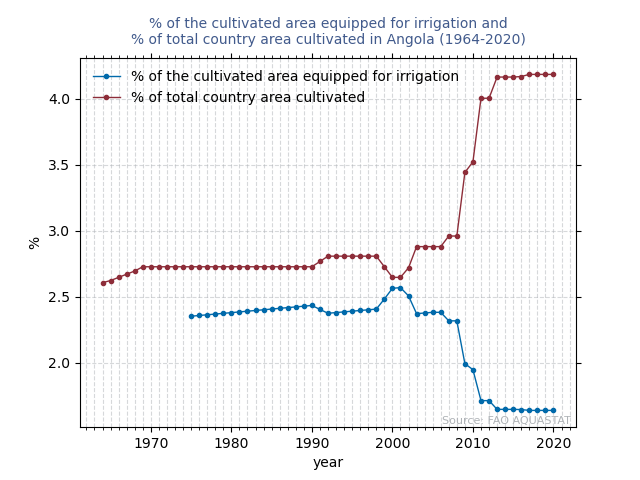 % of the cultivated area equipped for irrigation and
% of total country area cultivated in Angola (1964-2020)
% of the cultivated area equipped for irrigation
% of total country area cultivated
4.0
3.5
3.0
2.5
2.0
%
Source: FAO AQUASTAT
1970 1980 1990 2000 2010 2020
year